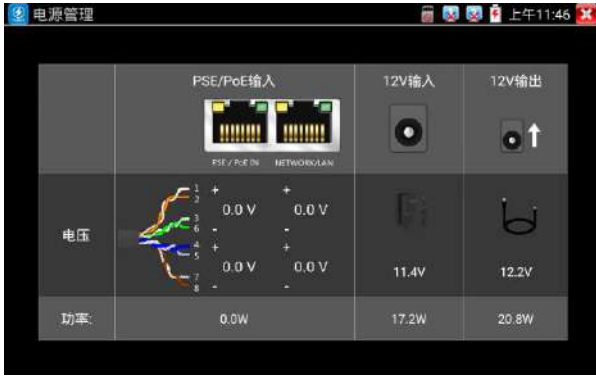 电源管理
上午11:46
PSE/PoE输入
12V输入
12V输出
PSE / PoE IN
NETWORK/LAN
电压
1
2
3
6
4
5
7
8
+
+
0.0 V
0.0 V
-
-
+
+
0.0 V
0.0 V
-
-
11.4V
12.2V
功率:
0.0W
17.2W
20.8W